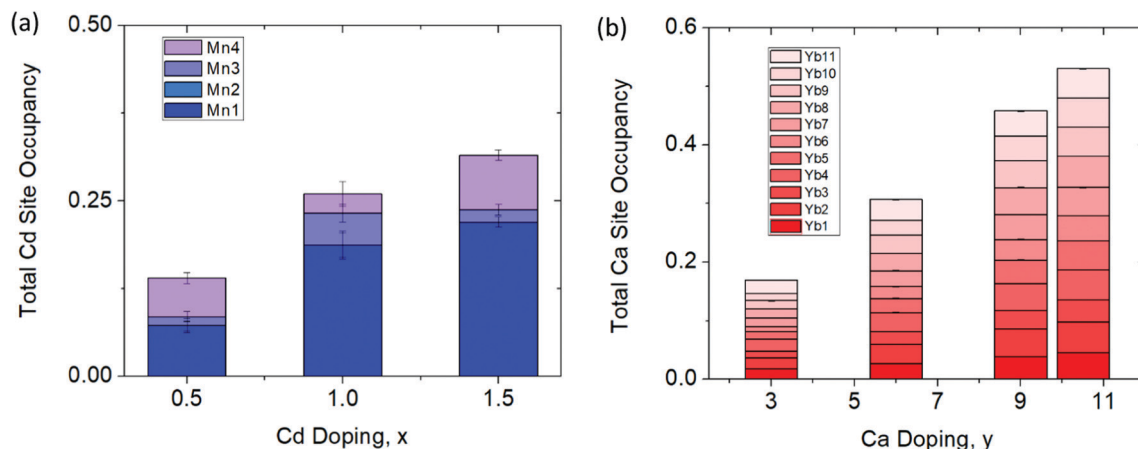 (a)
0.50
0.25
0.00
Total Cd Site Occupancy
Mn4
Mn3
Mn2
Mn1
0.5
1.0
1.5
Cd Doping, x
(b)
0.6
0.4
0.2
0.0
Total Ca Site Occupancy
Yb11
Yb10
Yb9
Yb8
Yb7
Yb6
Yb5
Yb4
Yb3
Yb2
Yb1
3
5
7
9
11
Ca Doping, y